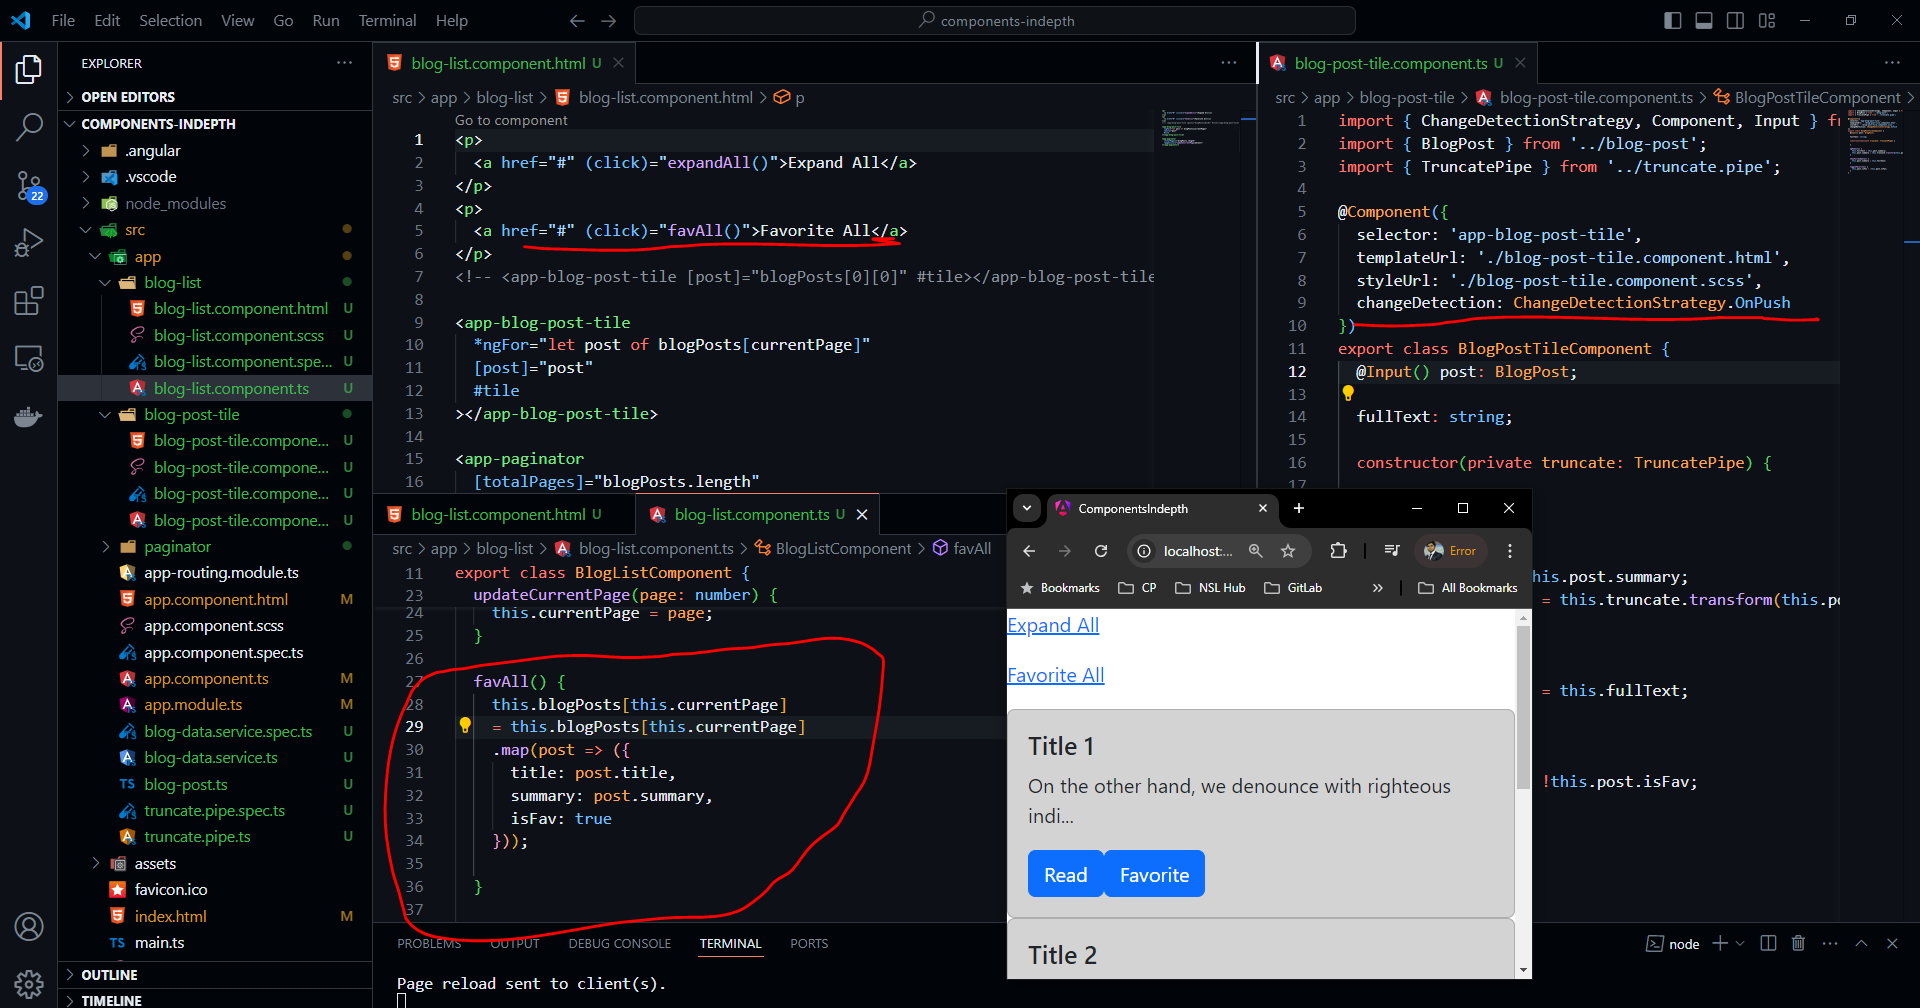 File Edit Selection View Go Run Terminal Help
components-indepth
EXPLORER
OPEN EDITORS
COMPONENTS-INDEPTH
.angular
.vscode
node_modules
src
app
blog-list
blog-list.component.html U
blog-list.component.scss U
blog-list.component.spe... U
blog-list.component.ts U
blog-post-tile
blog-post-tile.compone... U
blog-post-tile.compone... U
blog-post-tile.compone... U
blog-post-tile.compone... U
paginator
app-routing.module.ts
app.component.html M
app.component.scss
app.component.spec.ts
app.component.ts M
app.module.ts M
blog-data.service.spec.ts U
blog-data.service.ts U
TS blog-post.ts U
truncate.pipe.spec.ts U
truncate.pipe.ts U
assets
favicon.ico
index.html M
TS main.ts
OUTLINE
TIMELINE
22
blog-list.component.html U
src > app > blog-list > blog-list.component.html > p
Go to component
1 <p>
2 <a href="#" (click)="expandAll()">Expand All</a>
3 </p>
4 <p>
5 <a href="#" (click)="favAll()">Favorite All</a>
6 </p>
7 <!-- <app-blog-post-tile [post]="blogPosts[0][0]" #tile></app-blog-post-tile
8
9 <app-blog-post-tile
10 *ngFor="let post of blogPosts[currentPage]"
11 [post]="post"
12 #tile
13 ></app-blog-post-tile>
14
15 <app-paginator
16 [totalPages]="blogPosts.length"
blog-list.component.html U
blog-list.component.ts U
src > app > blog-list > blog-list.component.ts > BlogListComponent > favAll
11 export class BlogListComponent {
23 updateCurrentPage(page: number) {
24 this.currentPage = page;
25 }
26
27 favAll() {
28 this.blogPosts[this.currentPage]
29 = this.blogPosts[this.currentPage]
30 .map(post => ({
31 title: post.title,
32 summary: post.summary,
33 isFav: true
34 }));
35
36 }
37
blog-post-tile.component.ts U
src > app > blog-post-tile > blog-post-tile.component.ts > BlogPostTileComponent >
1 import { ChangeDetectionStrategy, Component, Input } fr
2 import { BlogPost } from '../blog-post';
3 import { TruncatePipe } from '../truncate.pipe';
4
5 @Component({
6 selector: 'app-blog-post-tile',
7 templateUrl: './blog-post-tile.component.html',
8 styleUrl: './blog-post-tile.component.scss',
9 changeDetection: ChangeDetectionStrategy.OnPush
10 })
11 export class BlogPostTileComponent {
12 @Input() post: BlogPost;
13
14 fullText: string;
15
16 constructor(private truncate: TruncatePipe) {
17
his.post.summary;
= this.truncate.transform(this.po
= this.fullText;
!this.post.isFav;
ComponentsIndepth
localhost:...
Error
Bookmarks CP NSL Hub GitLab » All Bookmarks
Expand All
Favorite All
Title 1
On the other hand, we denounce with righteous
indi...
Read Favorite
Title 2
PROBLEMS OUTPUT DEBUG CONSOLE TERMINAL PORTS
node
Page reload sent to client(s).